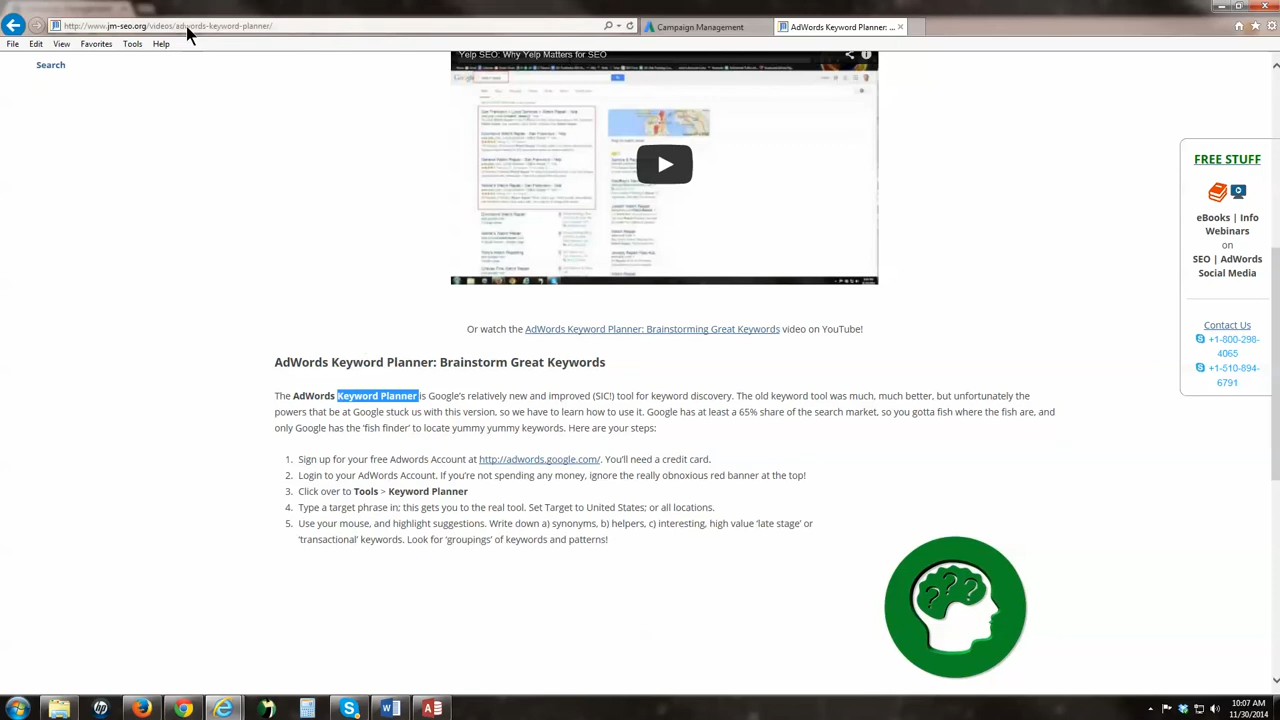 http://www.jm-seo.org/videos/adwords-keyword-planner/
Campaign Management
AdWords Keyword Planner: ...
File Edit View Favorites Tools Help
Search
Yelp SEO: Why Yelp Matters for SEO
STUFF
Books | Info
Webinars
on
SEO | AdWords
Social Media
Contact Us
+1-800-298-
4065
+1-510-894-
6791
Or watch the AdWords Keyword Planner: Brainstorming Great Keywords video on YouTube!
AdWords Keyword Planner: Brainstorm Great Keywords
The AdWords Keyword Planner is Google's relatively new and improved (SIC!) tool for keyword discovery. The old keyword tool was much, much better, but unfortunately the
powers that be at Google stuck us with this version, so we have to learn how to use it. Google has at least a 65% share of the search market, so you gotta fish where the fish are, and
only Google has the 'fish finder' to locate yummy yummy keywords. Here are your steps:
1. Sign up for your free Adwords Account at http://adwords.google.com/. You'll need a credit card.
2. Login to your AdWords Account. If you're not spending any money, ignore the really obnoxious red banner at the top!
3. Click over to Tools > Keyword Planner
4. Type a target phrase in; this gets you to the real tool. Set Target to United States; or all locations.
5. Use your mouse, and highlight suggestions. Write down a) synonyms, b) helpers, c) interesting, high value 'late stage' or
'transactional' keywords. Look for 'groupings' of keywords and patterns!
? ? ?
10:07 AM
11/30/2014